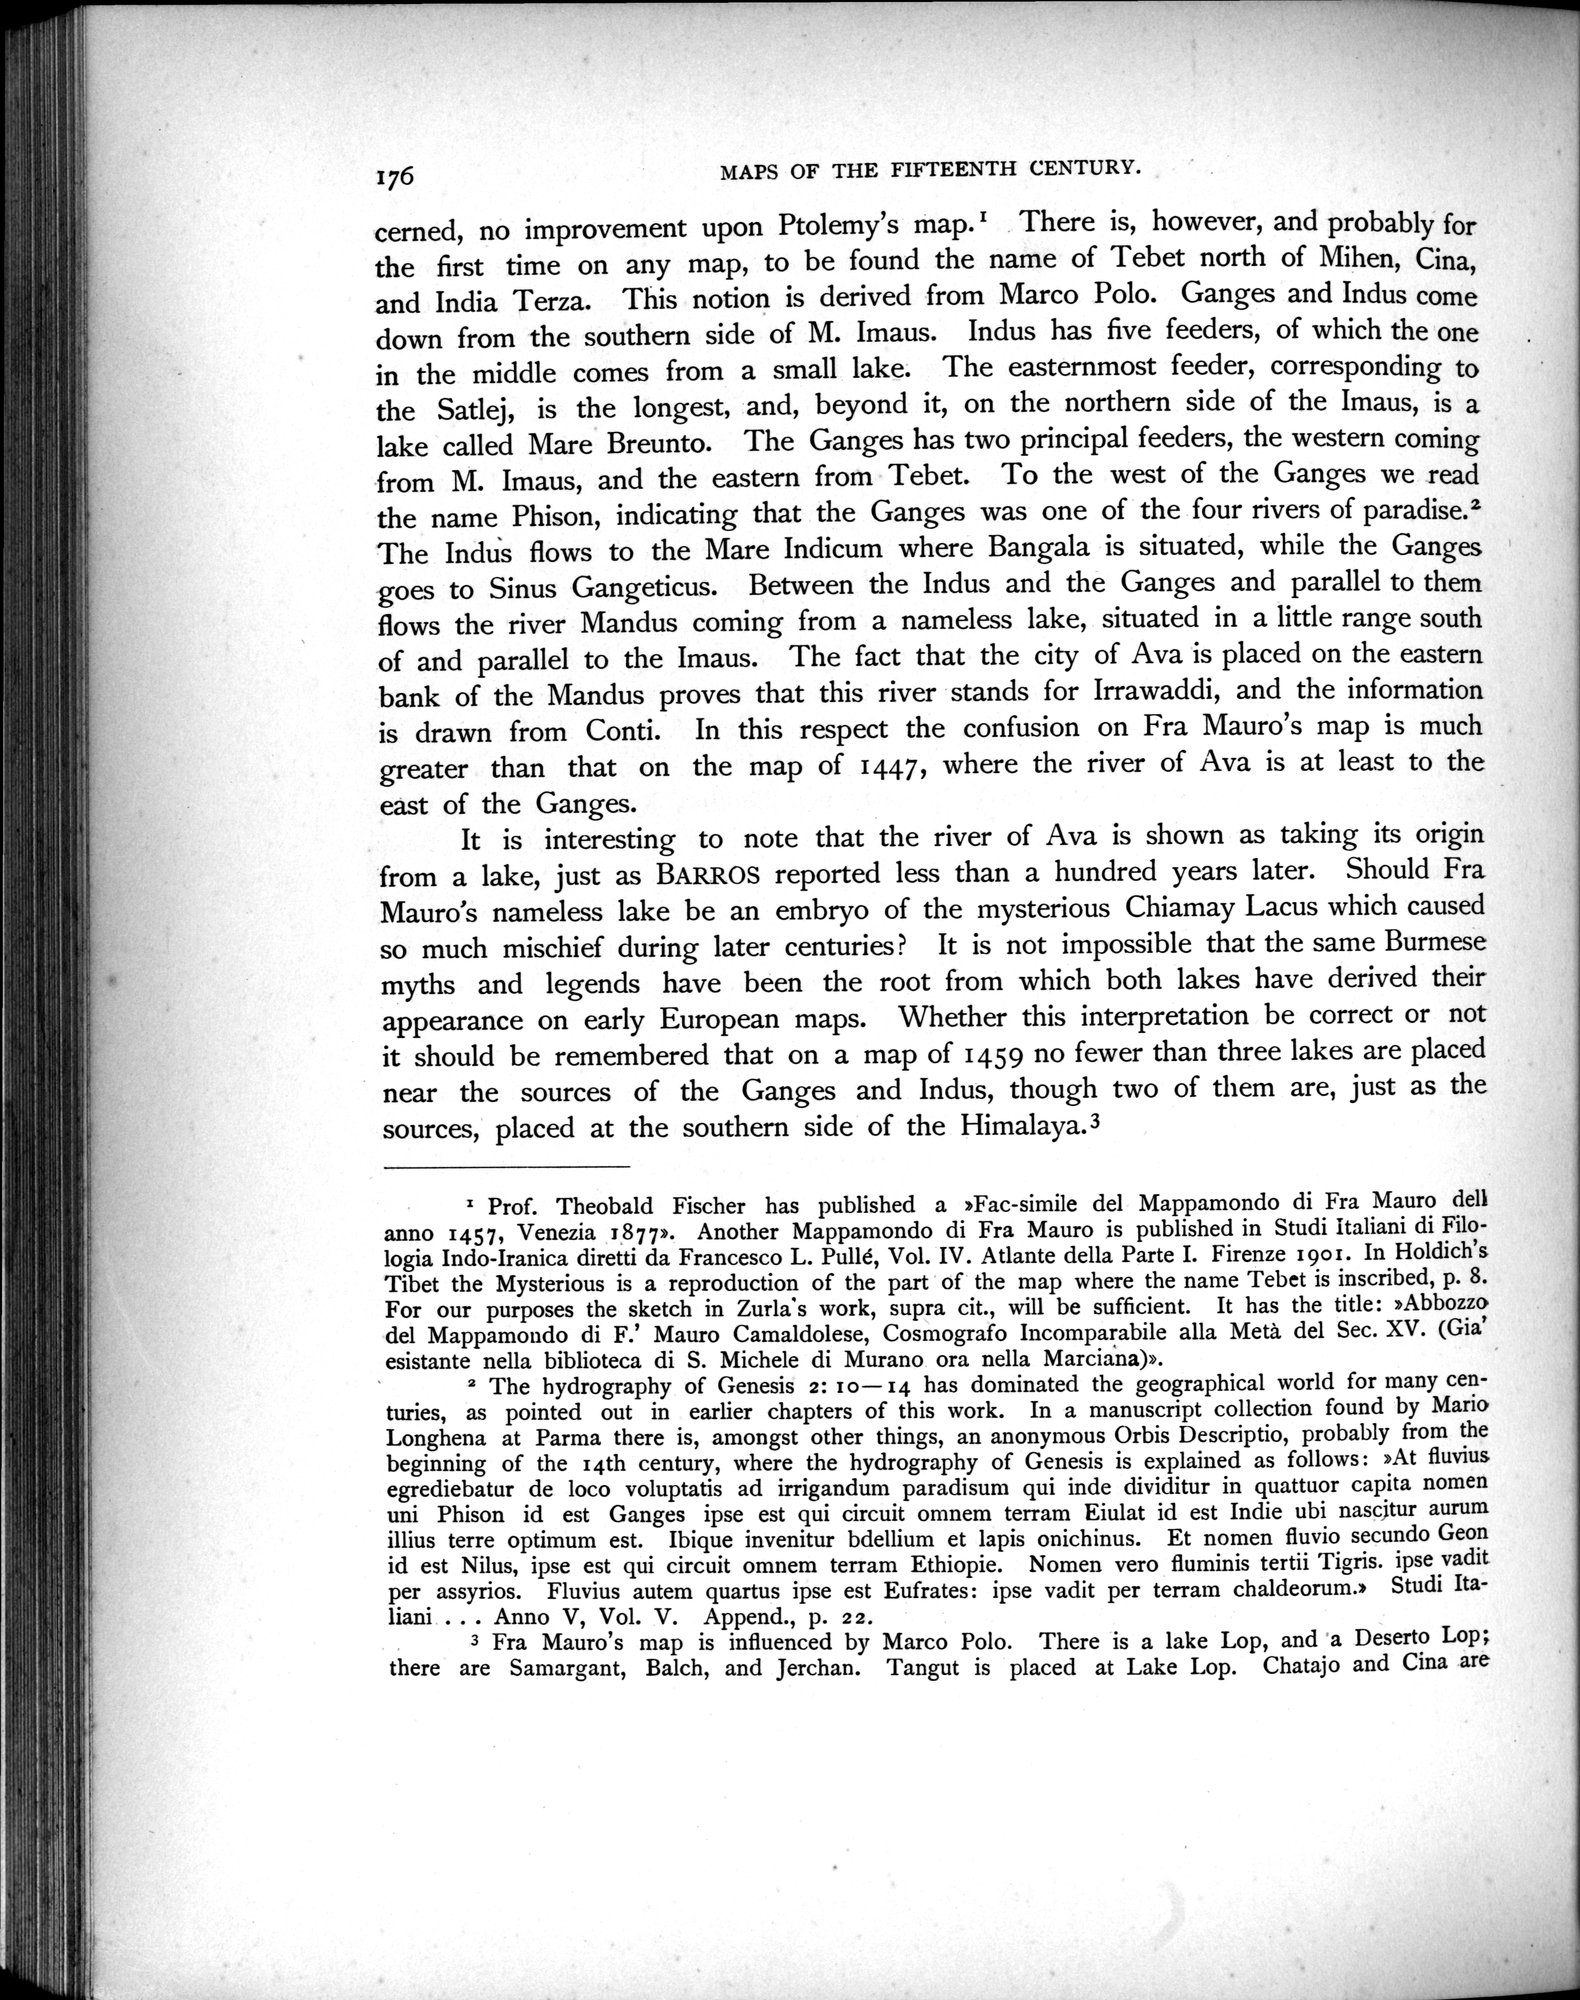 176
MAPS OF THE FIFTEENTH CENTURY.
cerned, no improvement upon Ptolemy's map.¹ There is, however, and probably for
the first time on any map, to be found the name of Tebet north of Mihen, Cina,
and India Terza. This notion is derived from Marco Polo. Ganges and Indus come
down from the southern side of M. Imaus. Indus has five feeders, of which the one
in the middle comes from a small lake. The easternmost feeder, corresponding to
the Satlej, is the longest, and, beyond it, on the northern side of the Imaus, is a
lake called Mare Breunto. The Ganges has two principal feeders, the western coming
from M. Imaus, and the eastern from Tebet. To the west of the Ganges we read
the name Phison, indicating that the Ganges was one of the four rivers of paradise.²
The Indus flows to the Mare Indicum where Bangala is situated, while the Ganges
goes to Sinus Gangeticus. Between the Indus and the Ganges and parallel to them
flows the river Mandus coming from a nameless lake, situated in a little range south
of and parallel to the Imaus. The fact that the city of Ava is placed on the eastern
bank of the Mandus proves that this river stands for Irrawaddi, and the information
is drawn from Conti. In this respect the confusion on Fra Mauro's map is much
greater than that on the map of 1447, where the river of Ava is at least to the
east of the Ganges.
It is interesting to note that the river of Ava is shown as taking its origin
from a lake, just as BARROS reported less than a hundred years later. Should Fra
Mauro's nameless lake be an embryo of the mysterious Chiamay Lacus which caused
so much mischief during later centuries? It is not impossible that the same Burmese
myths and legends have been the root from which both lakes have derived their
appearance on early European maps. Whether this interpretation be correct or not
it should be remembered that on a map of 1459 no fewer than three lakes are placed
near the sources of the Ganges and Indus, though two of them are, just as the
sources, placed at the southern side of the Himalaya.³
¹ Prof. Theobald Fischer has published a »Fac-simile del Mappamondo di Fra Mauro dell
anno 1457, Venezia 1877». Another Mappamondo di Fra Mauro is published in Studi Italiani di Filo-
logia Indo-Iranica diretti da Francesco L. Pullé, Vol. IV. Atlante della Parte I. Firenze 1901. In Holdich's
Tibet the Mysterious is a reproduction of the part of the map where the name Tebet is inscribed, p. 8.
For our purposes the sketch in Zurla's work, supra cit., will be sufficient. It has the title: »Abbozzo
del Mappamondo di F.' Mauro Camaldolese, Cosmografo Incomparabile alla Metà del Sec. XV. (Gia'
esistante nella biblioteca di S. Michele di Murano ora nella Marciana)».
² The hydrography of Genesis 2: 10—14 has dominated the geographical world for many cen-
turies, as pointed out in earlier chapters of this work. In a manuscript collection found by Mario
Longhena at Parma there is, amongst other things, an anonymous Orbis Descriptio, probably from the
beginning of the 14th century, where the hydrography of Genesis is explained as follows: »At fluvius
egrediebatur de loco voluptatis ad irrigandum paradisum qui inde dividitur in quattuor capita nomen
uni Phison id est Ganges ipse est qui circuit omnem terram Eiulat id est Indie ubi nascitur aurum
illius terre optimum est. Ibique invenitur bdellium et lapis onichinus. Et nomen fluvio secundo Geon
id est Nilus, ipse est qui circuit omnem terram Ethiopie. Nomen vero fluminis tertii Tigris. ipse vadit
per assyrios. Fluvius autem quartus ipse est Eufrates: ipse vadit per terram chaldeorum.» Studi Ita-
liani . . . Anno V, Vol. V. Append., p. 22.
³ Fra Mauro's map is influenced by Marco Polo. There is a lake Lop, and a Deserto Lop;
there are Samargant, Balch, and Jerchan. Tangut is placed at Lake Lop. Chatajo and Cina are